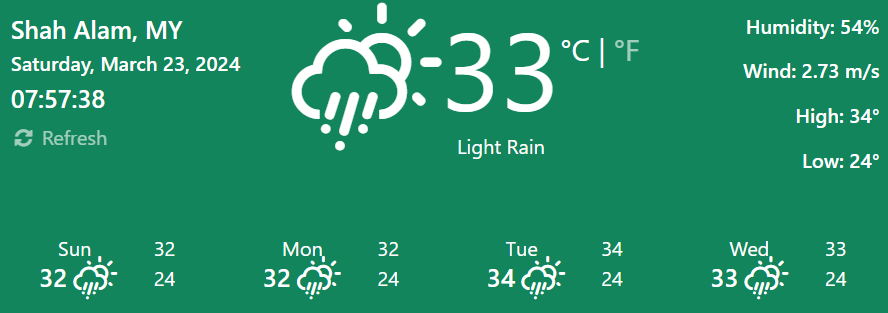 Shah Alam, MY
Saturday, March 23, 2024
07:57:38
Refresh
33 °C | °F
Light Rain
Humidity: 54%
Wind: 2.73 m/s
High: 34°
Low: 24°
Sun 32
32 24
Mon 32
32 24
Tue 34
34 24
Wed 33
33 24